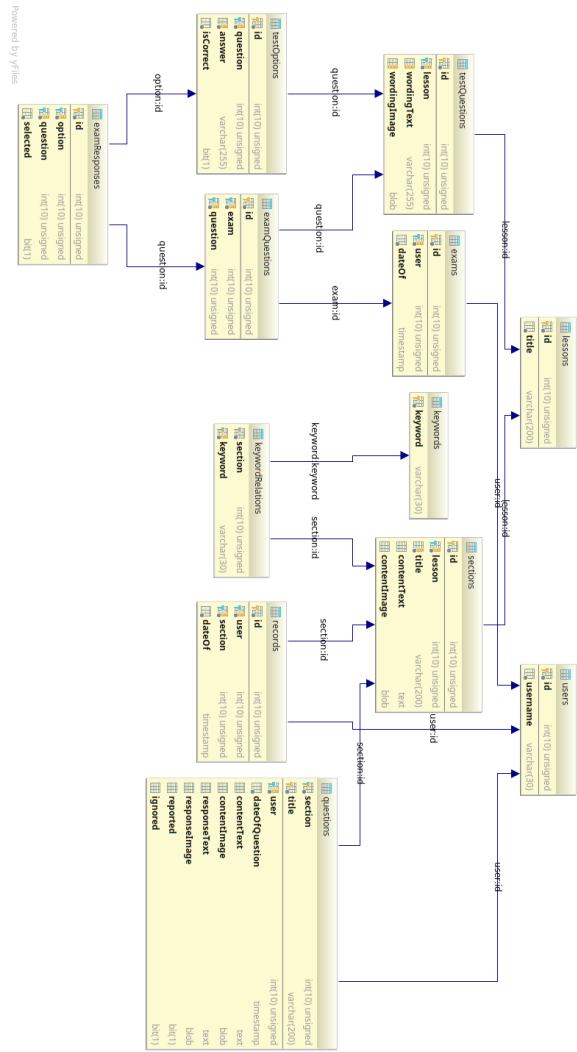 lessons
id int(10) unsigned
title varchar(200)
users
id int(10) unsigned
username varchar(30)
lesson:id
user:id
lesson:id
user:id
testQuestions
id int(10) unsigned
lesson int(10) unsigned
wordingText varchar(255)
wordingImage blob
exams
id int(10) unsigned
user int(10) unsigned
dateOf timestamp
keywords
keyword varchar(30)
sections
id int(10) unsigned
lesson int(10) unsigned
title varchar(200)
contentText text
contentImage blob
user:id
question:id
question:id
exam:id
keyword:keyword
section:id
section:id
section:id
testOptions
id int(10) unsigned
question int(10) unsigned
answer varchar(255)
isCorrect bit(1)
examQuestions
id int(10) unsigned
exam int(10) unsigned
question int(10) unsigned
keywordRelations
section int(10) unsigned
keyword varchar(30)
records
id int(10) unsigned
user int(10) unsigned
section int(10) unsigned
dateOf timestamp
questions
section int(10) unsigned
title varchar(200)
user int(10) unsigned
dateOfQuestion timestamp
contentText text
contentImage blob
responseText text
responseImage blob
reported bit(1)
ignored bit(1)
option:id
question:id
examResponses
id int(10) unsigned
option int(10) unsigned
question int(10) unsigned
selected bit(1)
Powered by yFiles